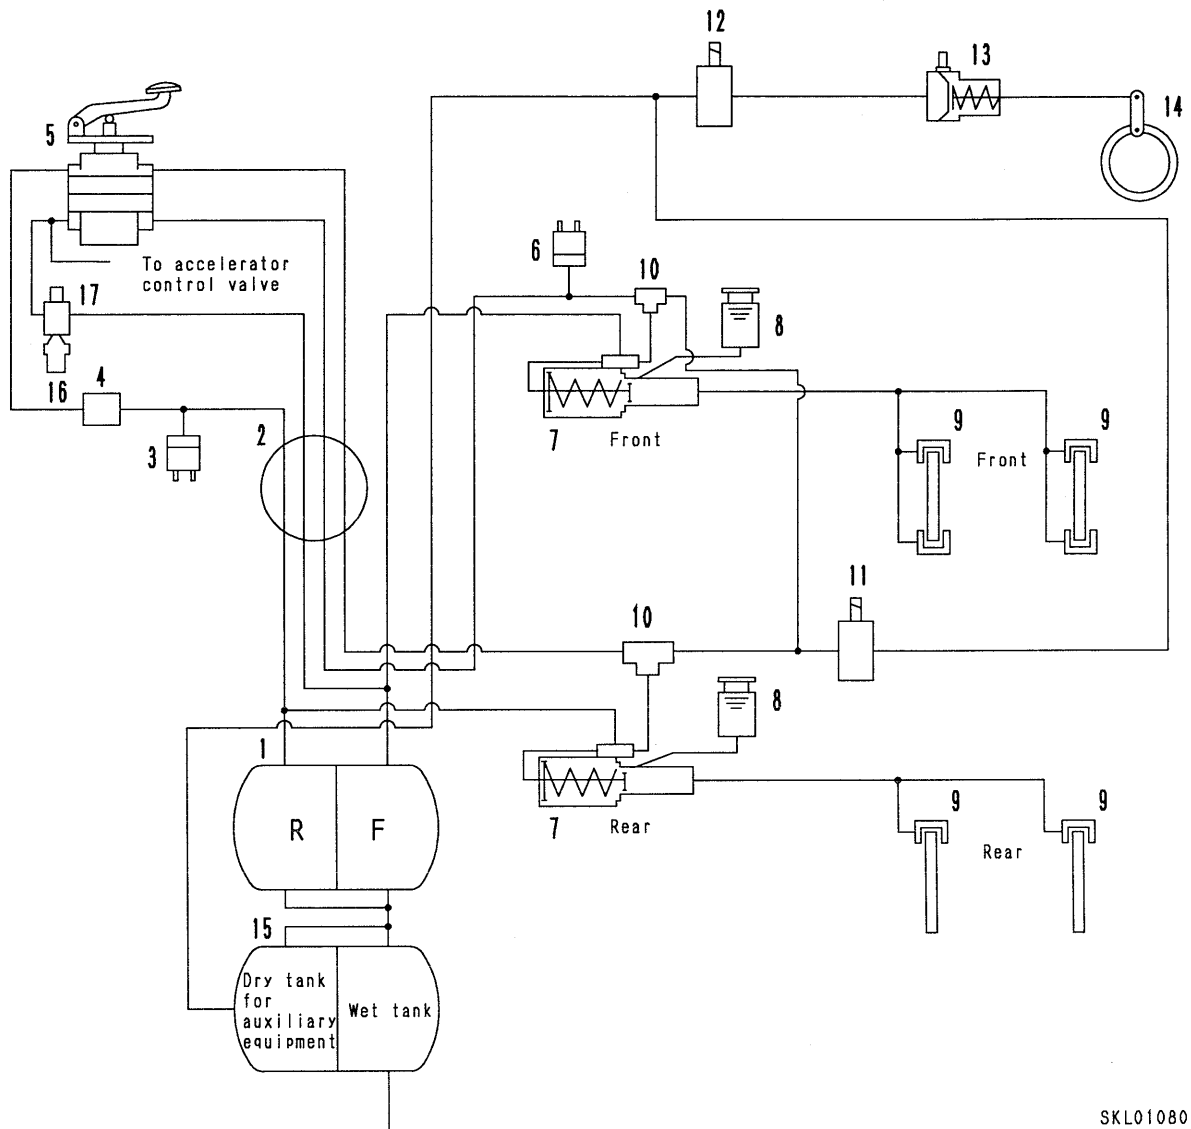 12
13
14
5
6
10
To accelerator
control valve
17
8
16
4
9
9
2
7
Front
Front
3
11
10
8
1
R
F
7
Rear
9
9
Rear
15
Dry tank
for
auxiliary
equipment
Wet tank
SKL01080